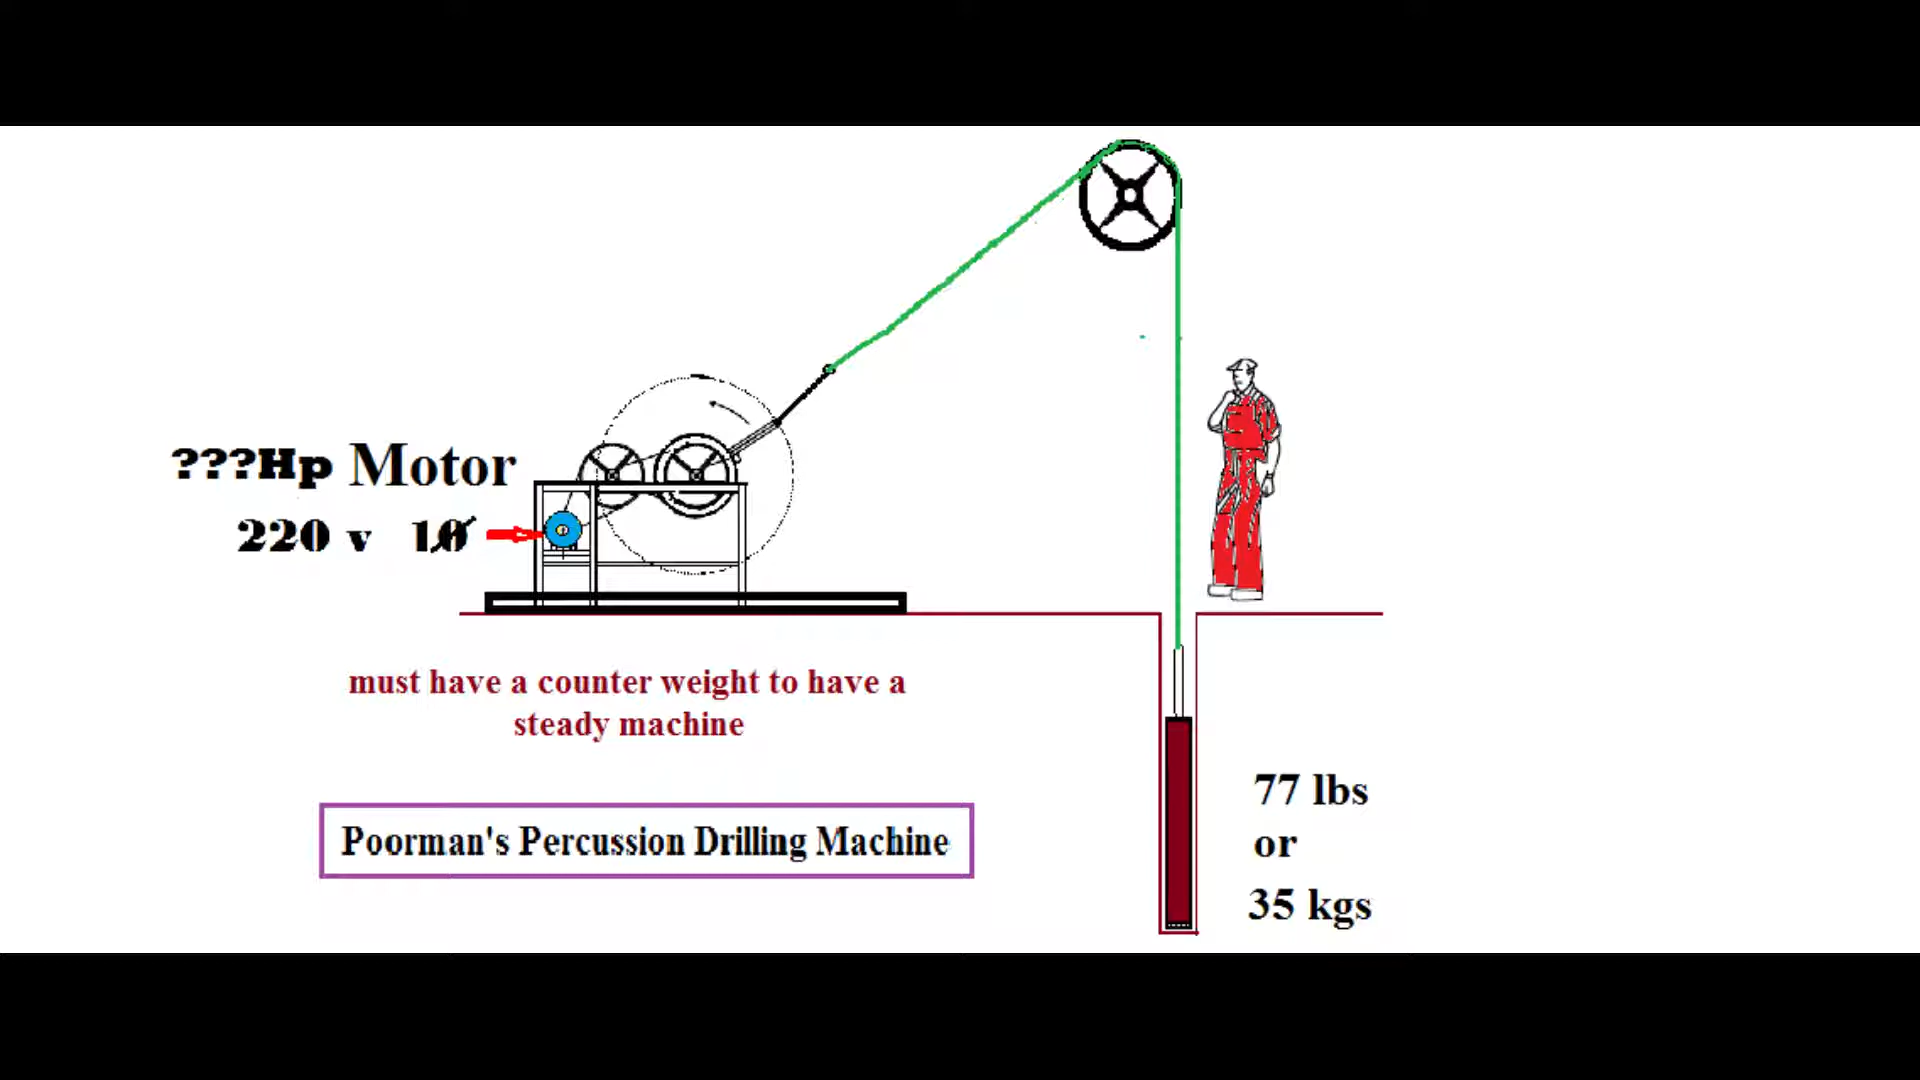 ???Hp Motor
220 v 1Ø
must have a counter weight to have a
steady machine
Poorman's Percussion Drilling Machine
77 lbs
or
35 kgs